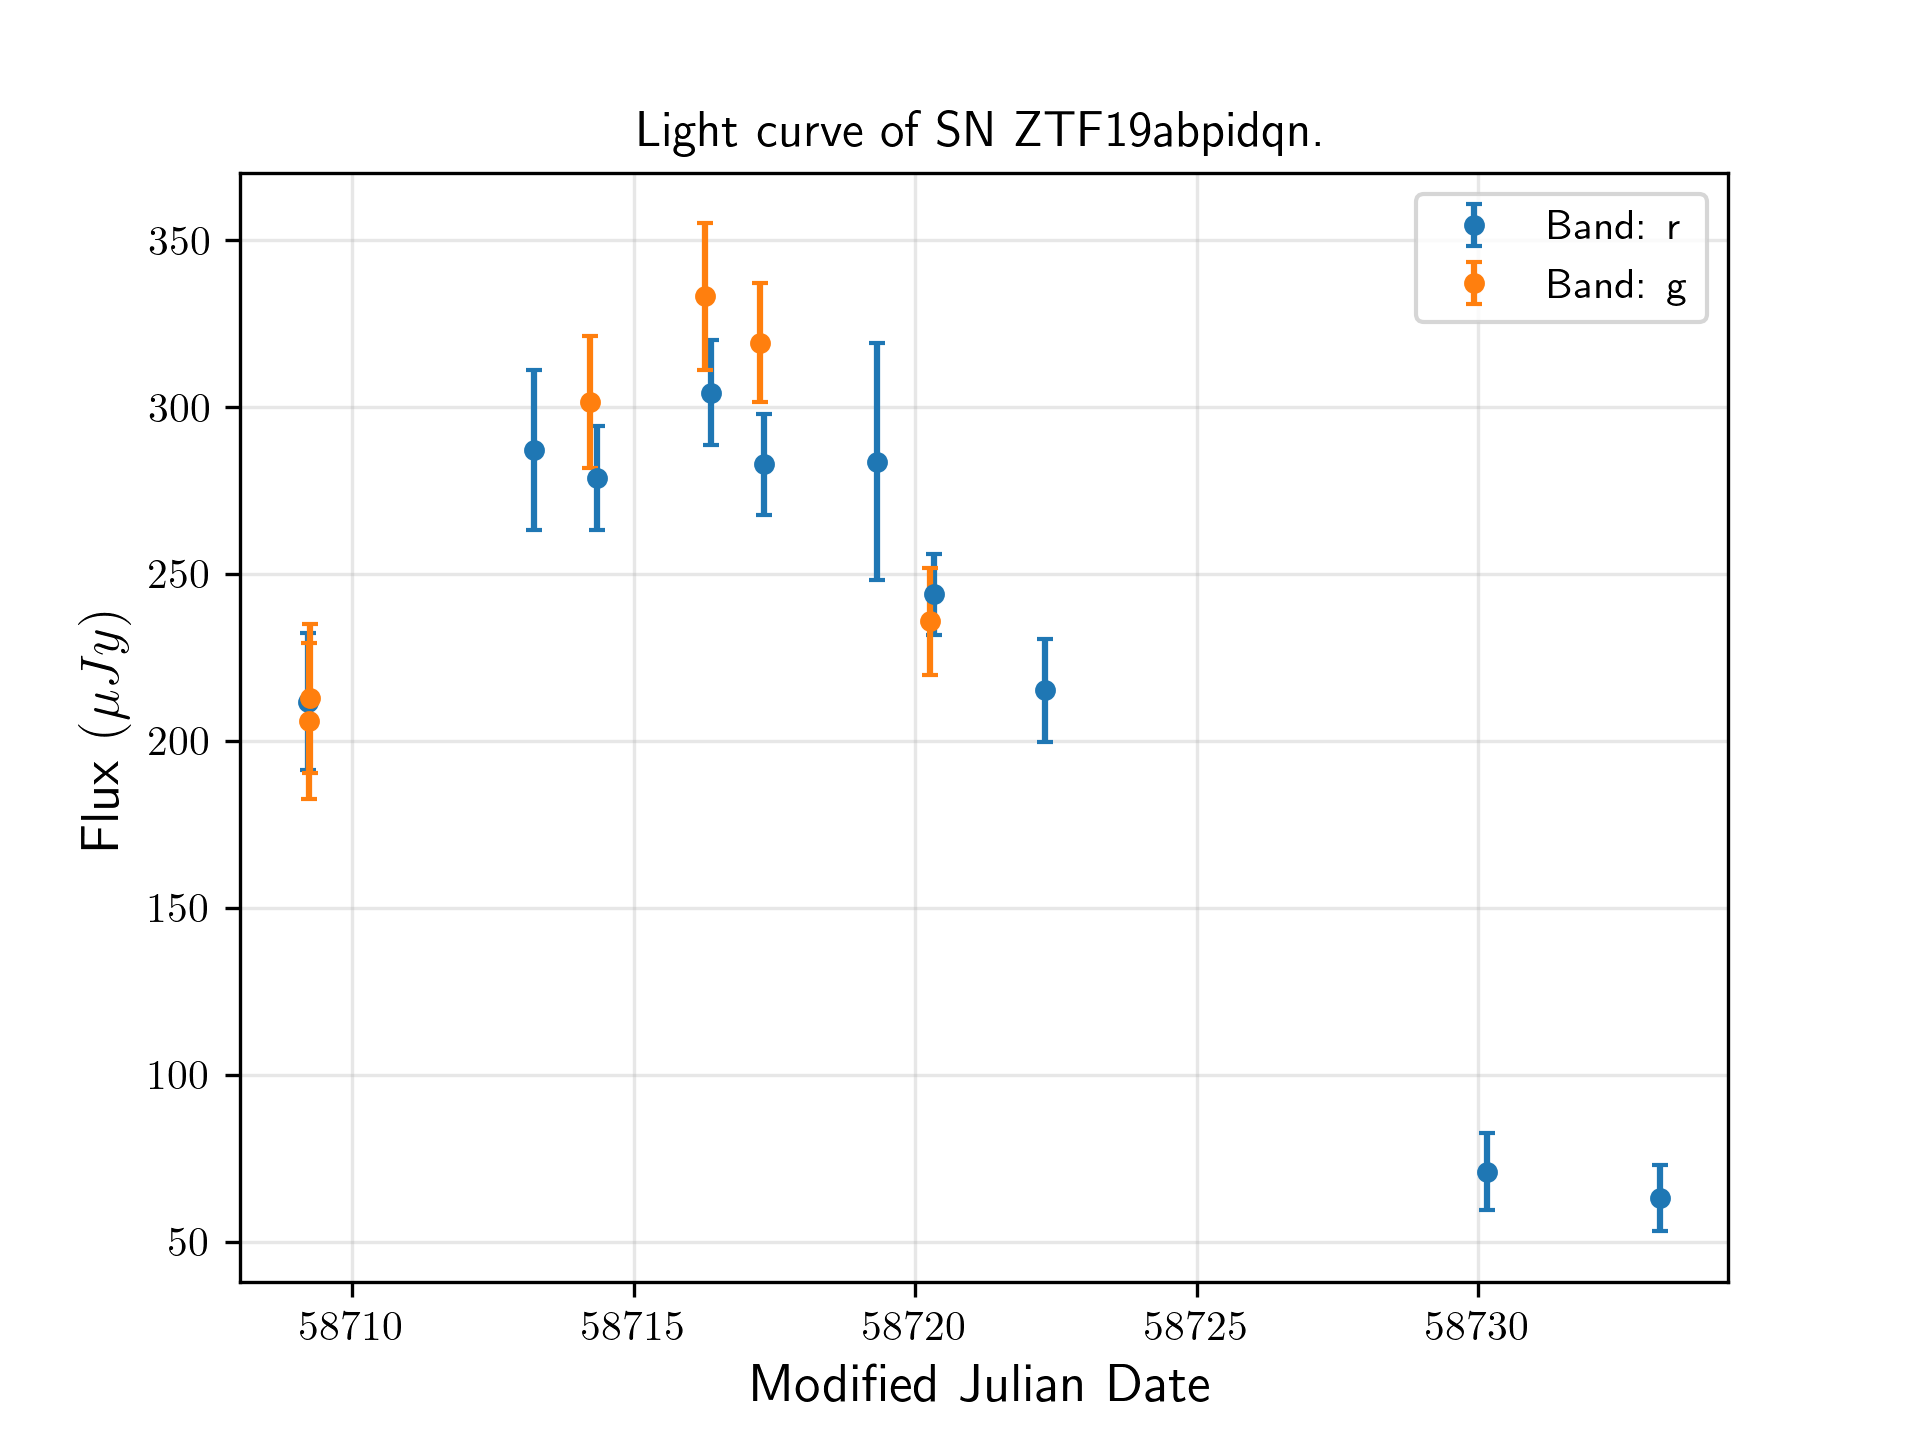 Light curve of SN ZTF19abpidqn.
Band: r
Band: g
350
300
250
200
150
100
50
Flux (μJy)
58710 58715 58720 58725 58730
Modified Julian Date